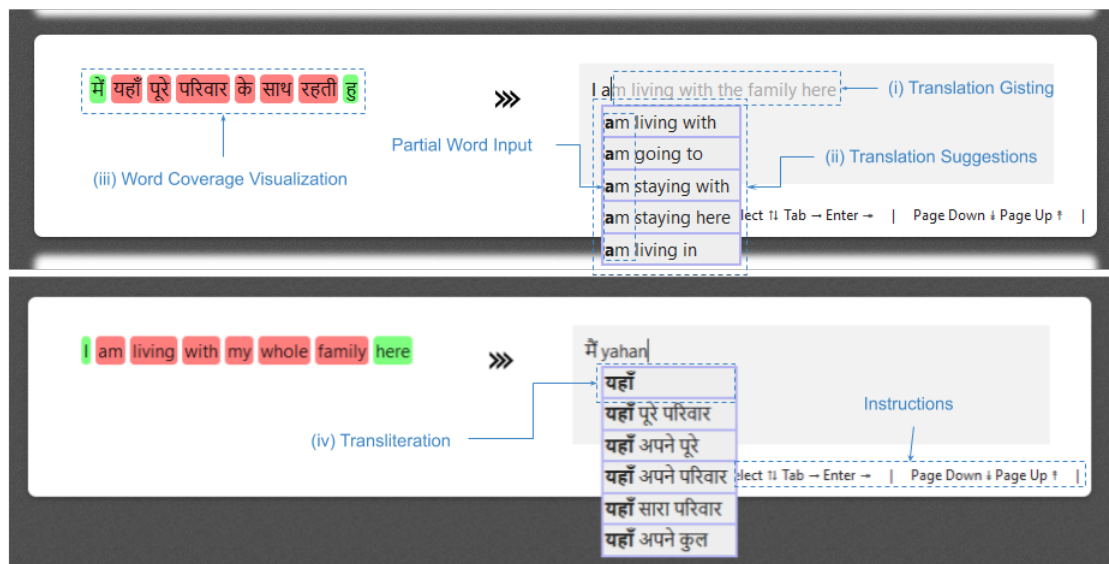 में यहाँ पूरे परिवार के साथ रहती हु
I am living with the family here
(i) Translation Gisting
am living with
Partial Word Input
am going to
(ii) Translation Suggestions
(iii) Word Coverage Visualization
am staying with
am staying here
lect ⇅ Tab → Enter ⇥ | Page Down ↡ Page Up ↟ |
am living in
I am living with my whole family here
मैं yahan
यहाँ
यहाँ पूरे परिवार
Instructions
(iv) Transliteration
यहाँ अपने पूरे
यहाँ अपने परिवार
elect ⇅ Tab → Enter ⇥ | Page Down ↡ Page Up ↟ |
यहाँ सारा परिवार
यहाँ अपने कुल